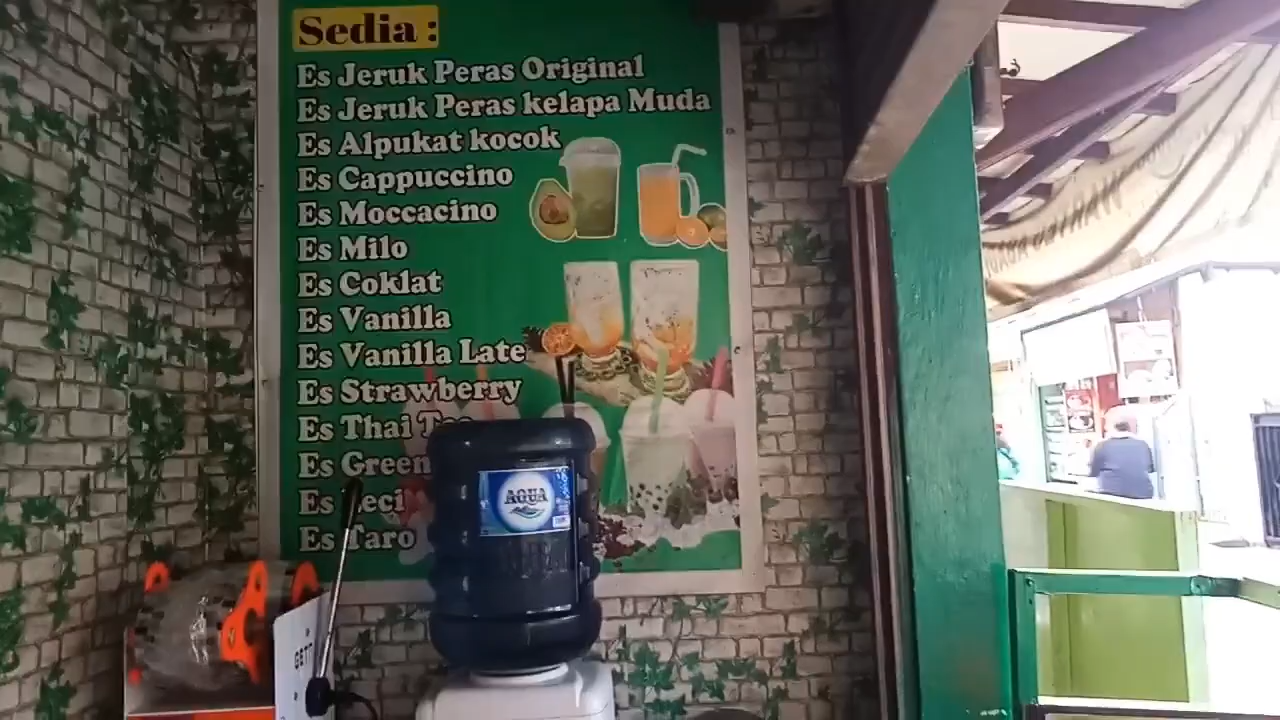 Sedia :
Es Jeruk Peras Original
Es Jeruk Peras kelapa Muda
Es Alpukat kocok
Es Cappuccino
Es Moccacino
Es Milo
Es Coklat
Es Vanilla
Es Vanilla Late
Es Strawberry
Es Thai
Es Green
Es Leci
Es Taro
AQUA